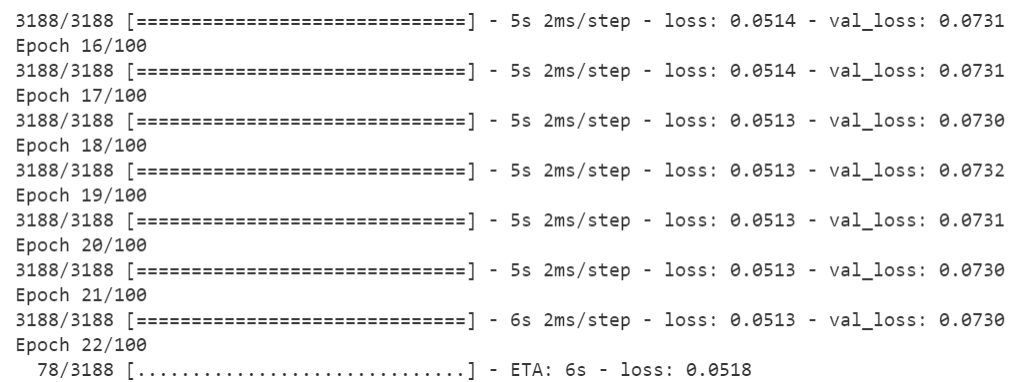 3188/3188 [==============================] - 5s 2ms/step - loss: 0.0514 - val_loss: 0.0731
Epoch 16/100
3188/3188 [==============================] - 5s 2ms/step - loss: 0.0514 - val_loss: 0.0731
Epoch 17/100
3188/3188 [==============================] - 5s 2ms/step - loss: 0.0513 - val_loss: 0.0730
Epoch 18/100
3188/3188 [==============================] - 5s 2ms/step - loss: 0.0513 - val_loss: 0.0732
Epoch 19/100
3188/3188 [==============================] - 5s 2ms/step - loss: 0.0513 - val_loss: 0.0731
Epoch 20/100
3188/3188 [==============================] - 5s 2ms/step - loss: 0.0513 - val_loss: 0.0730
Epoch 21/100
3188/3188 [==============================] - 6s 2ms/step - loss: 0.0513 - val_loss: 0.0730
Epoch 22/100
  78/3188 [..............................] - ETA: 6s - loss: 0.0518